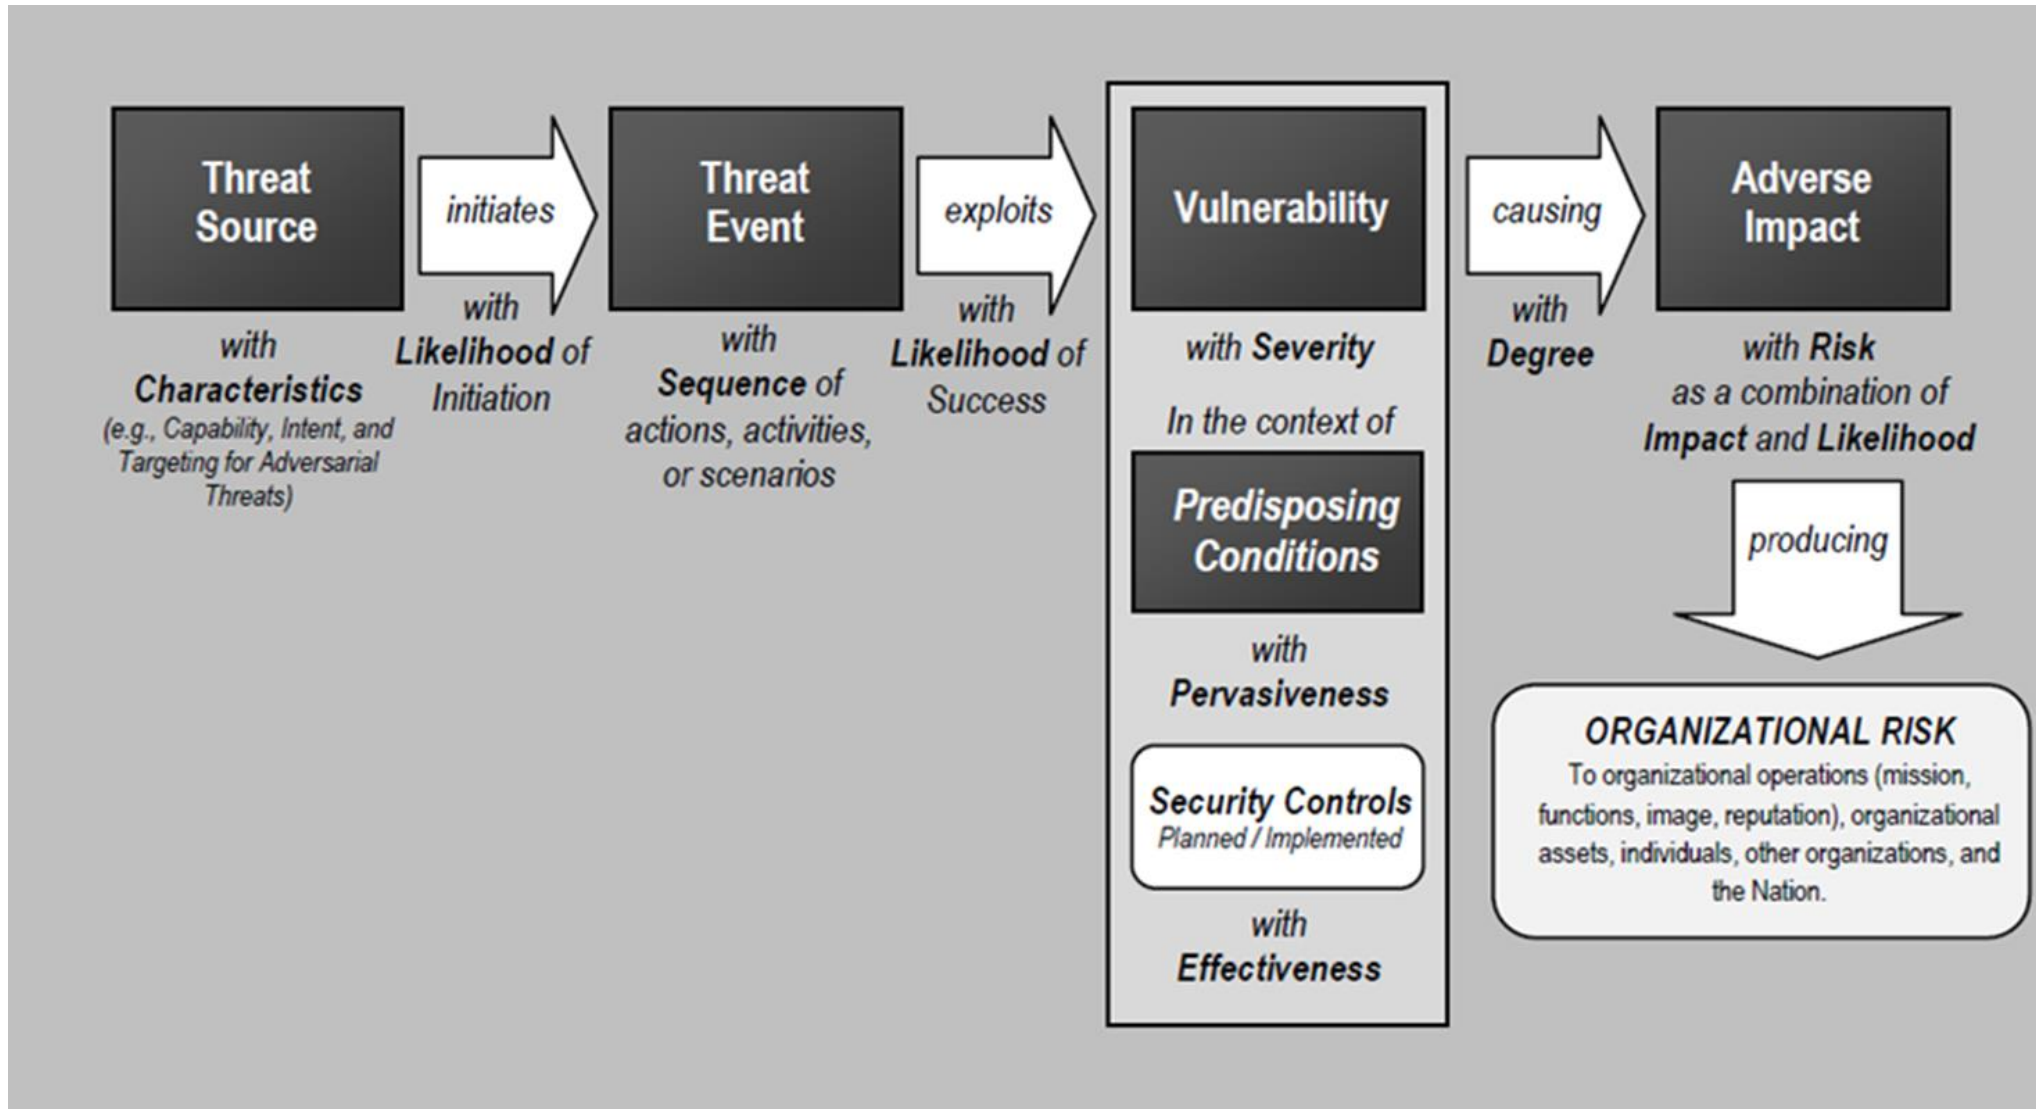 Threat
Source
with
Characteristics
(e.g., Capability, Intent, and
Targeting for Adversarial
Threats)
initiates
with
Likelihood of
Initiation
Threat
Event
with
Sequence of
actions, activities,
or scenarios
exploits
with
Likelihood of
Success
Vulnerability
with Severity
In the context of
Predisposing
Conditions
with
Pervasiveness
Security Controls
Planned / Implemented
with
Effectiveness
causing
with
Degree
Adverse
Impact
with Risk
as a combination of
Impact and Likelihood
producing
ORGANIZATIONAL RISK
To organizational operations (mission,
functions, image, reputation), organizational
assets, individuals, other organizations, and
the Nation.